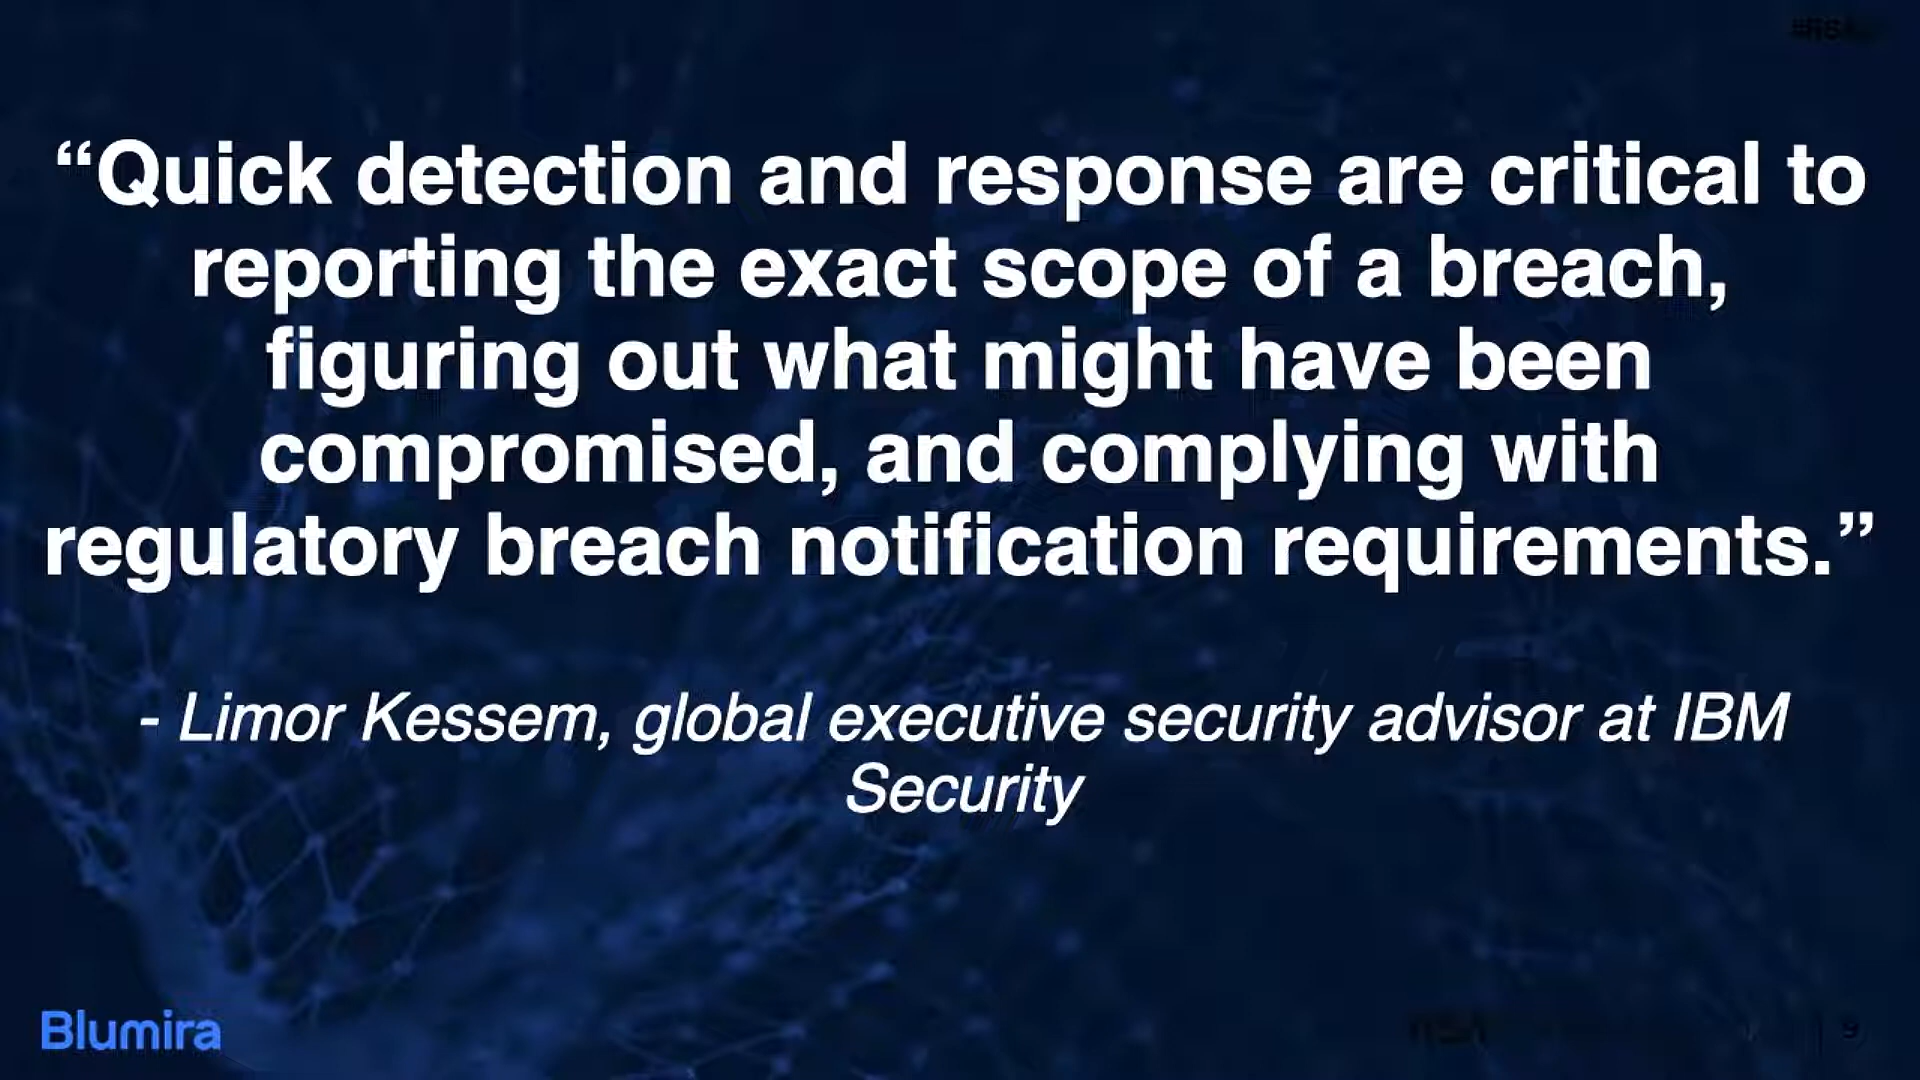 “Quick detection and response are critical to
reporting the exact scope of a breach,
figuring out what might have been
compromised, and complying with
regulatory breach notification requirements.”
- Limor Kessem, global executive security advisor at IBM
Security
Blumira
9